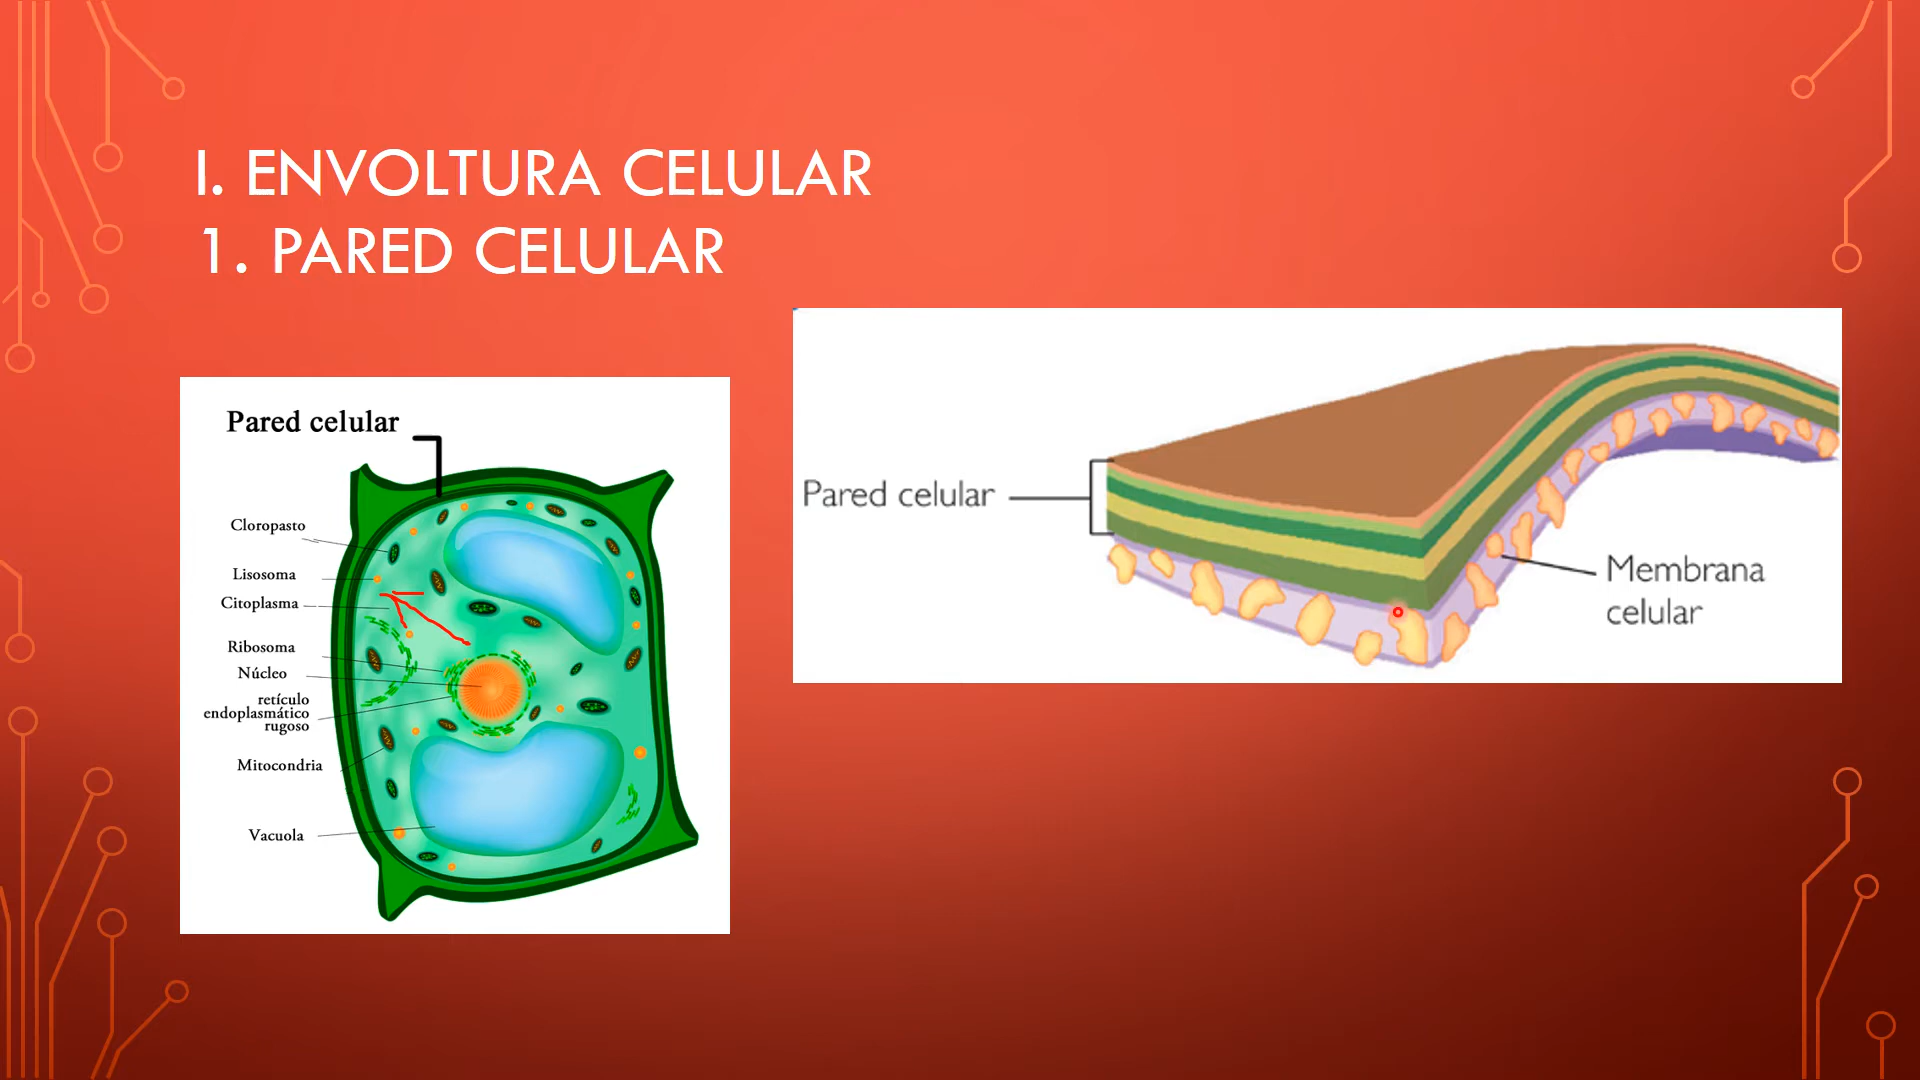 I. ENVOLTURA CELULAR
1. PARED CELULAR
Pared celular
Cloropasto
Lisosoma
Citoplasma
Ribosoma
Núcleo
retículo
endoplasmático
rugoso
Mitocondria
Vacuola
Pared celular
Membrana
celular